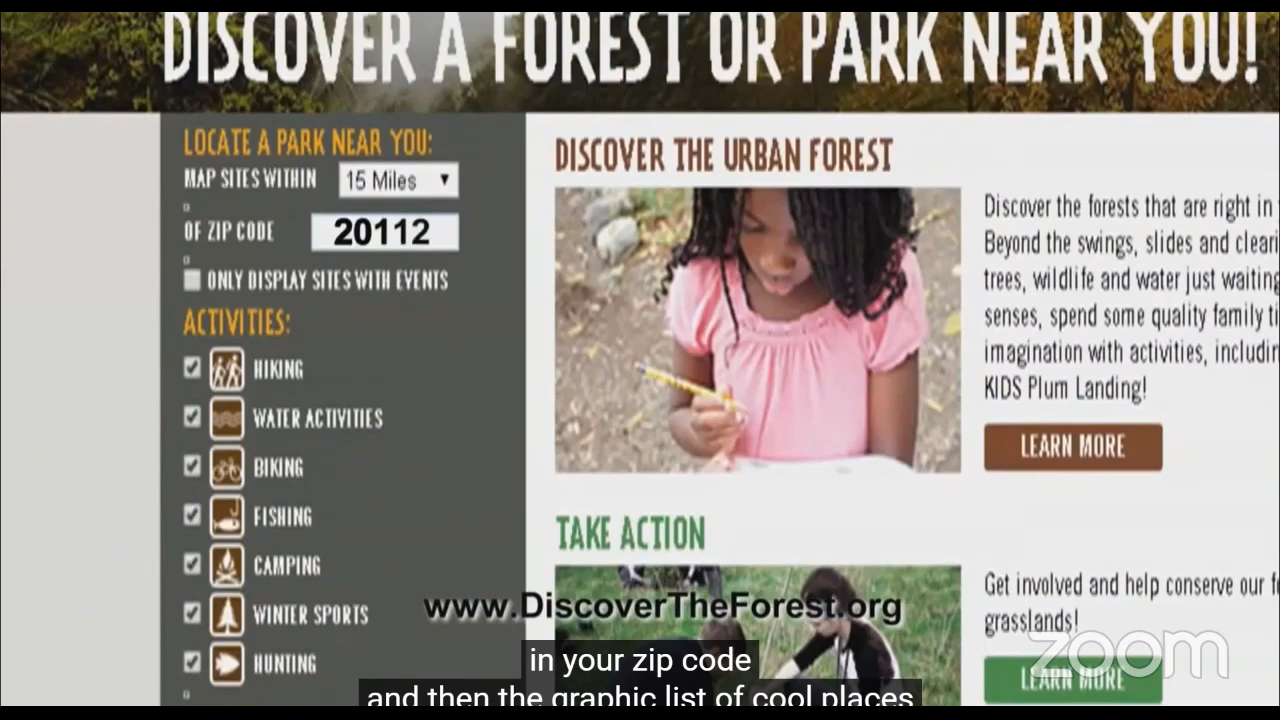 DISCOVER A FOREST OR PARK NEAR YOU!
LOCATE A PARK NEAR YOU:
MAP SITES WITHIN 15 Miles
OF ZIP CODE 20112
ONLY DISPLAY SITES WITH EVENTS
ACTIVITIES:
HIKING
WATER ACTIVITIES
BIKING
FISHING
CAMPING
WINTER SPORTS
HUNTING
DISCOVER THE URBAN FOREST
Discover the forests that are right in
Beyond the swings, slides and
trees, wildlife and water just waiting
senses, spend some quality family
imagination with activities,
KIDS Plum Landing!
LEARN MORE
TAKE ACTION
Get involved and help conserve our
grasslands!
LEARN MORE
www.DiscoverTheForest.org
in your zip code
and then the graphic list of cool places
zoom